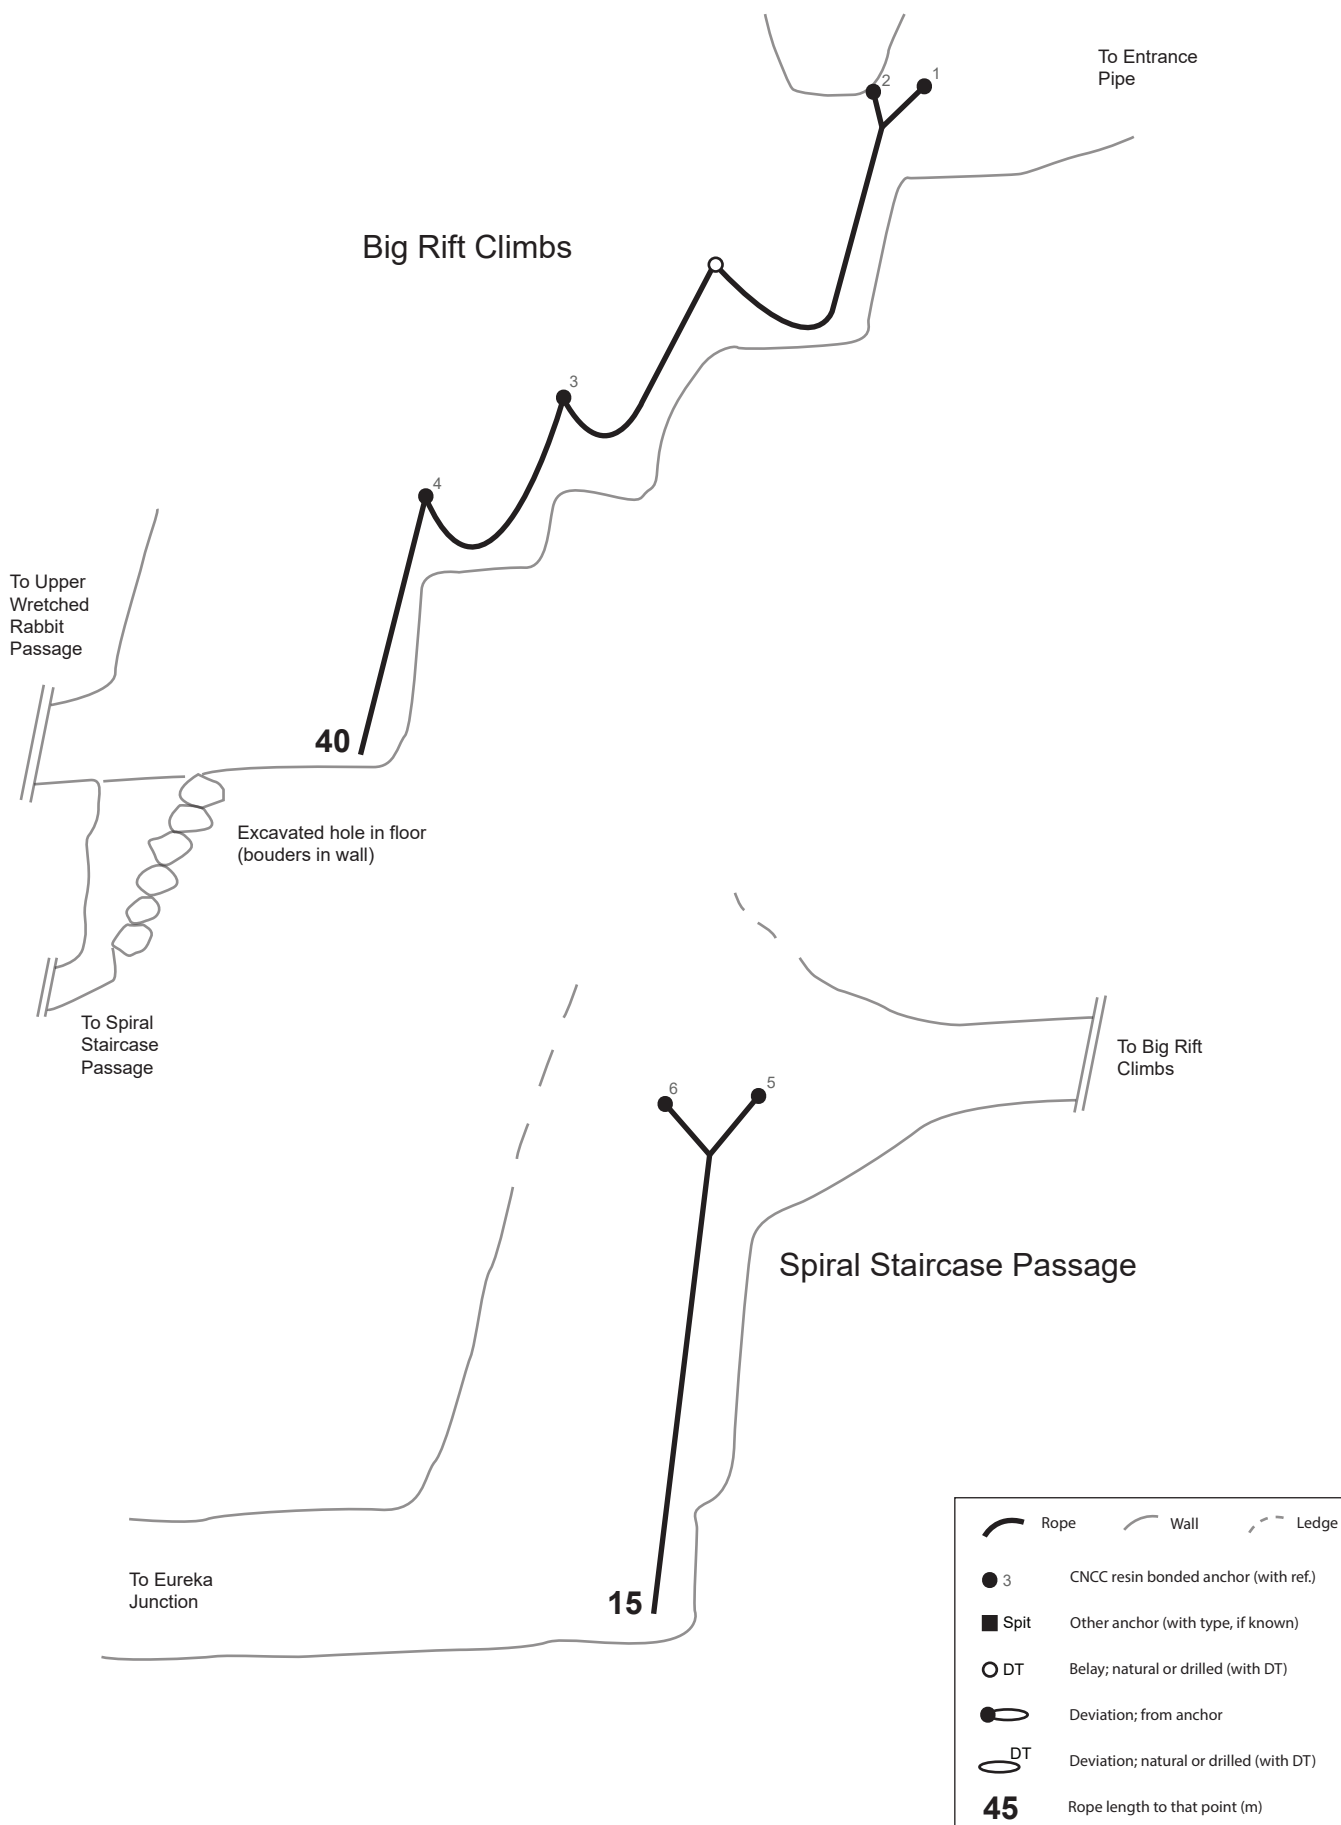 To Entrance
Pipe
2
1
Big Rift Climbs
3
4
To Upper
Wretched
Rabbit
Passage
40
Excavated hole in floor
(bouders in wall)
To Spiral
Staircase
Passage
To Big Rift
Climbs
6
5
Spiral Staircase Passage
To Eureka
Junction
15
Rope
Wall
Ledge
3
CNCC resin bonded anchor (with ref.)
Spit
Other anchor (with type, if known)
DT
Belay; natural or drilled (with DT)
Deviation; from anchor
DT
Deviation; natural or drilled (with DT)
45
Rope length to that point (m)